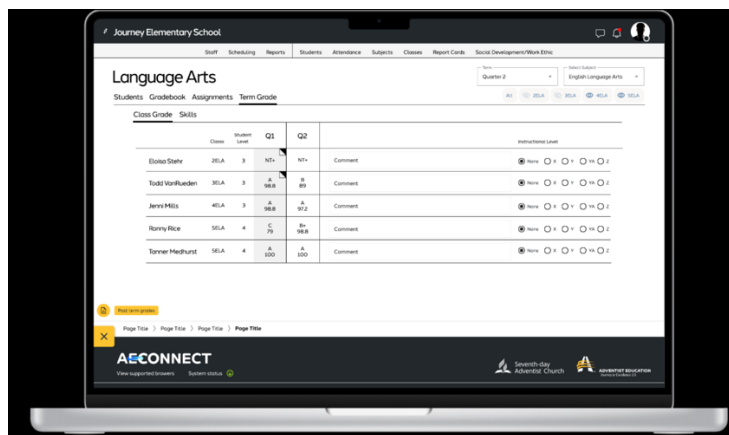 Journey Elementary School
Staff Scheduling Reports Students Attendance Subjects Classes Report Cards Social Development/Work Ethic
Language Arts
Term Select Subject
Quarter 2 English Language Arts
Students Gradebook Assignments Term Grade
All 2ELA 3ELA 4ELA 5ELA
Class Grade Skills
Classes Student Level Q1 Q2 Instructional Level
Eloisa Stehr 2ELA 3 NT+ NT+ Comment None X Y YA Z
Todd VanRueden 3ELA 3 A 98.8 B 89 Comment None X Y YA Z
Jenni Mills 4ELA 3 A 98.8 A 97.2 Comment None X Y YA Z
Ronny Rice 5ELA 4 C 79 B+ 98.8 Comment None X Y YA Z
Tanner Medhurst 5ELA 4 A 100 A 100 Comment None X Y YA Z
Post term grades
Page Title > Page Title > Page Title > Page Title
AECONNECT
View supported browers System status
Seventh-day
Adventist Church
ADVENTIST EDUCATION